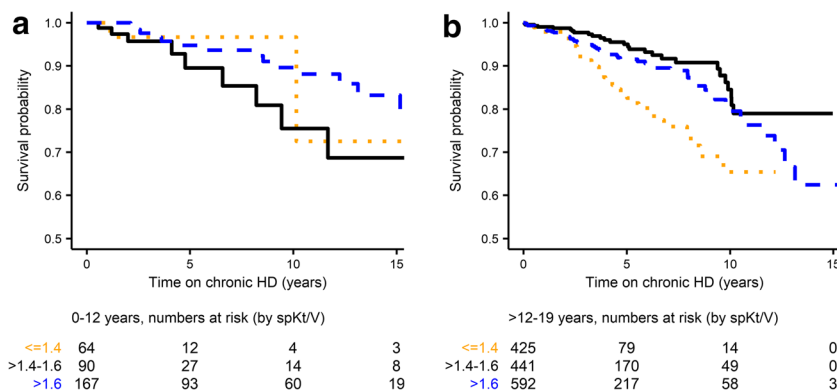 a
Survival probability
1.0
0.9
0.8
0.7
0.6
0.5
0 5 10 15
Time on chronic HD (years)
0-12 years, numbers at risk (by spKt/V)
<=1.4 64 12 4 3
>1.4-1.6 90 27 14 8
>1.6 167 93 60 19
b
Survival probability
1.0
0.9
0.8
0.7
0.6
0.5
0 5 10 15
Time on chronic HD (years)
>12-19 years, numbers at risk (by spKt/V)
<=1.4 425 79 14 0
>1.4-1.6 441 170 49 0
>1.6 592 217 58 3